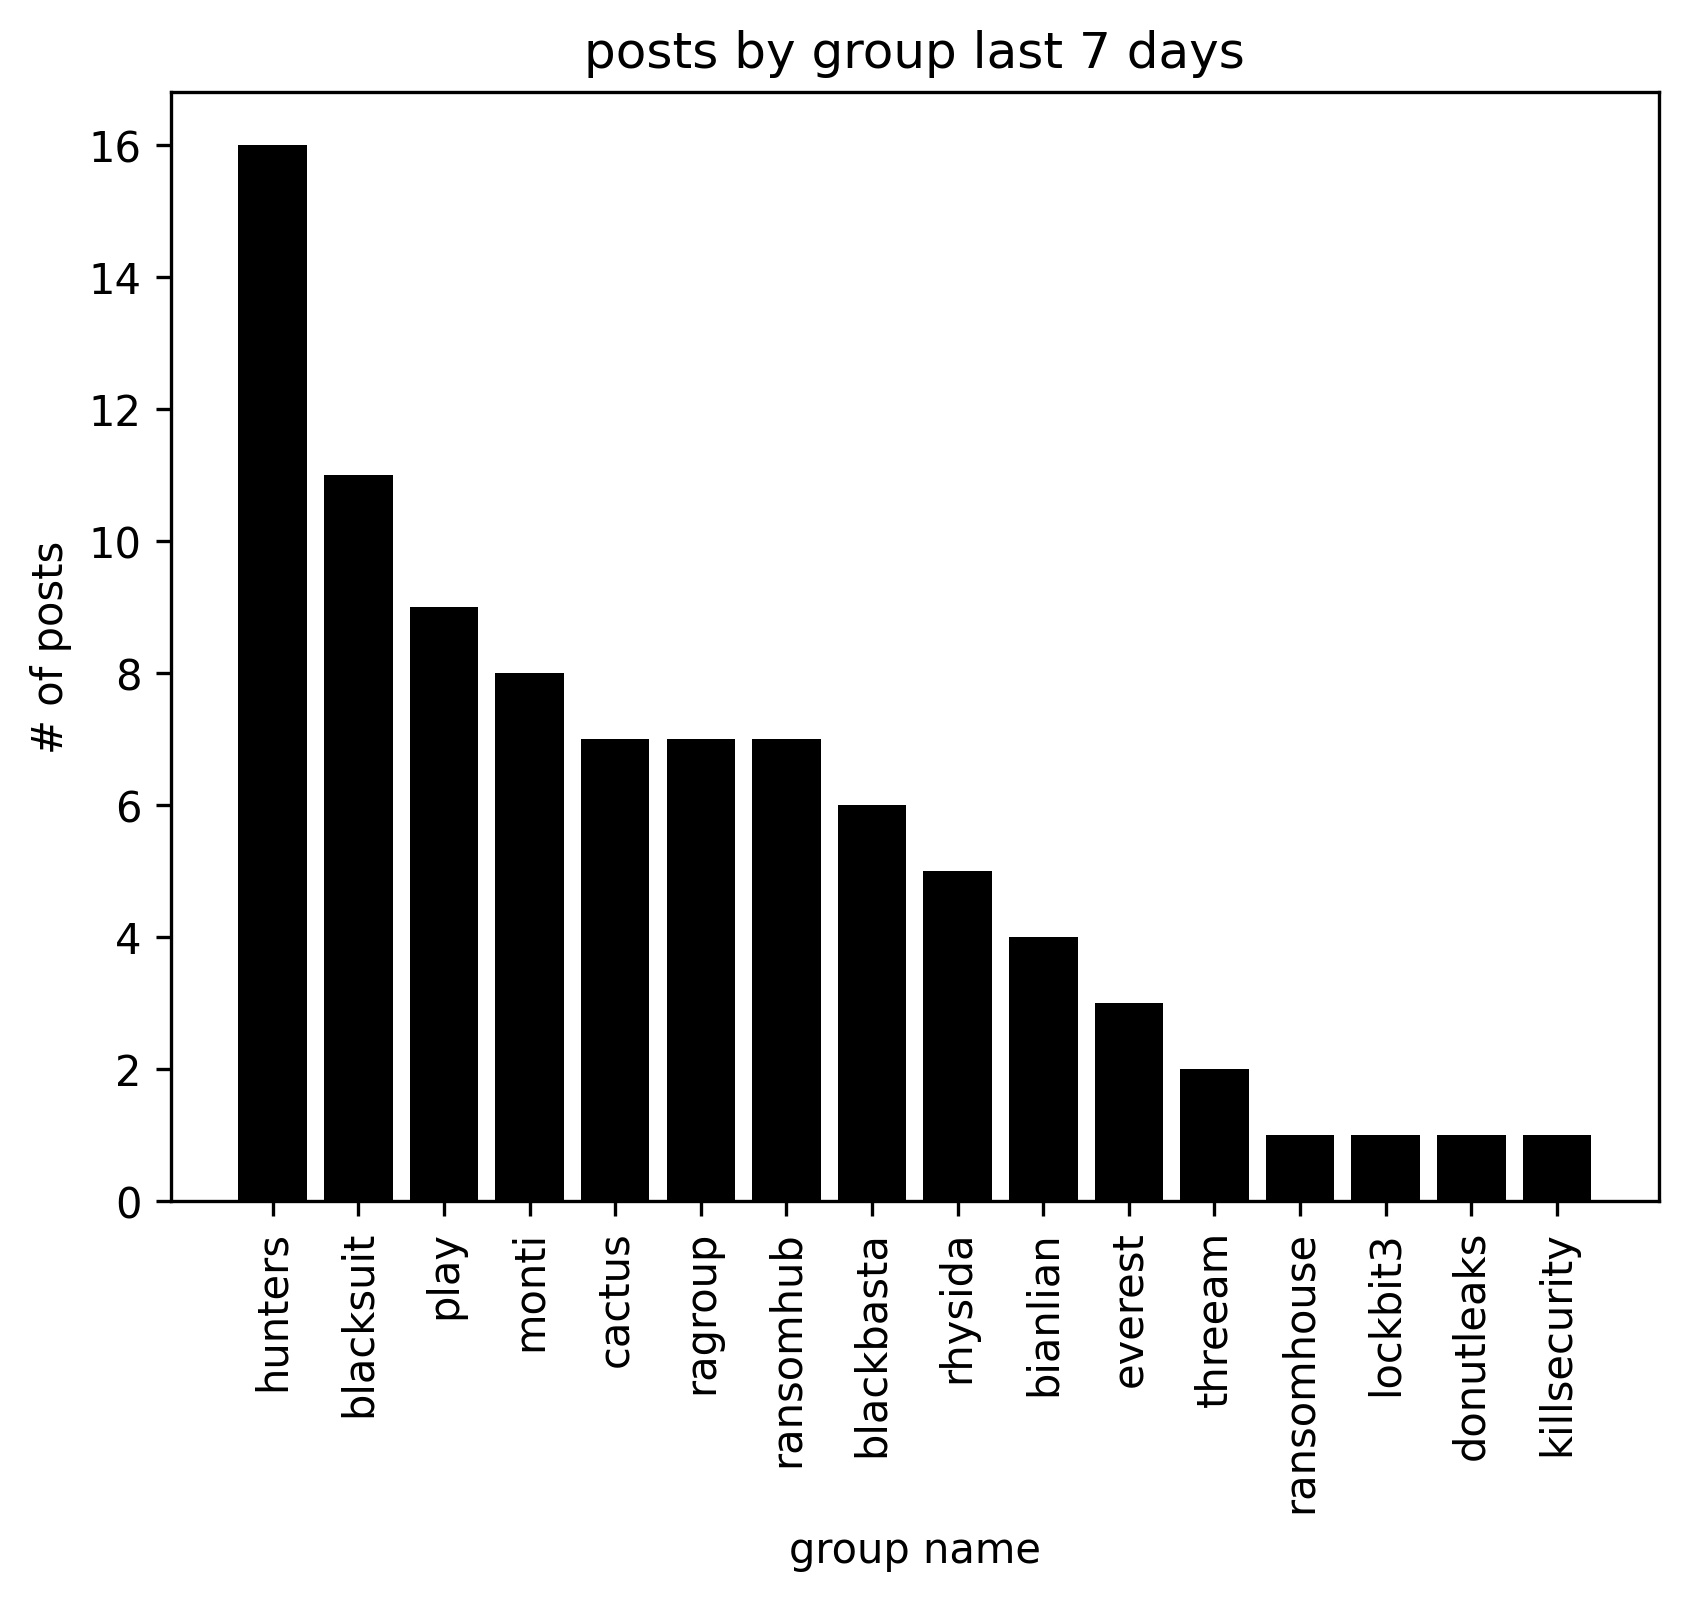 posts by group last 7 days
16
14
12
10
8
6
4
2
0
# of posts
hunters
blacksuit
play
monti
cactus
ragroup
ransomhub
blackbasta
rhysida
bianlian
everest
threeam
ransomhouse
lockbit3
donutleaks
killsecurity
group name